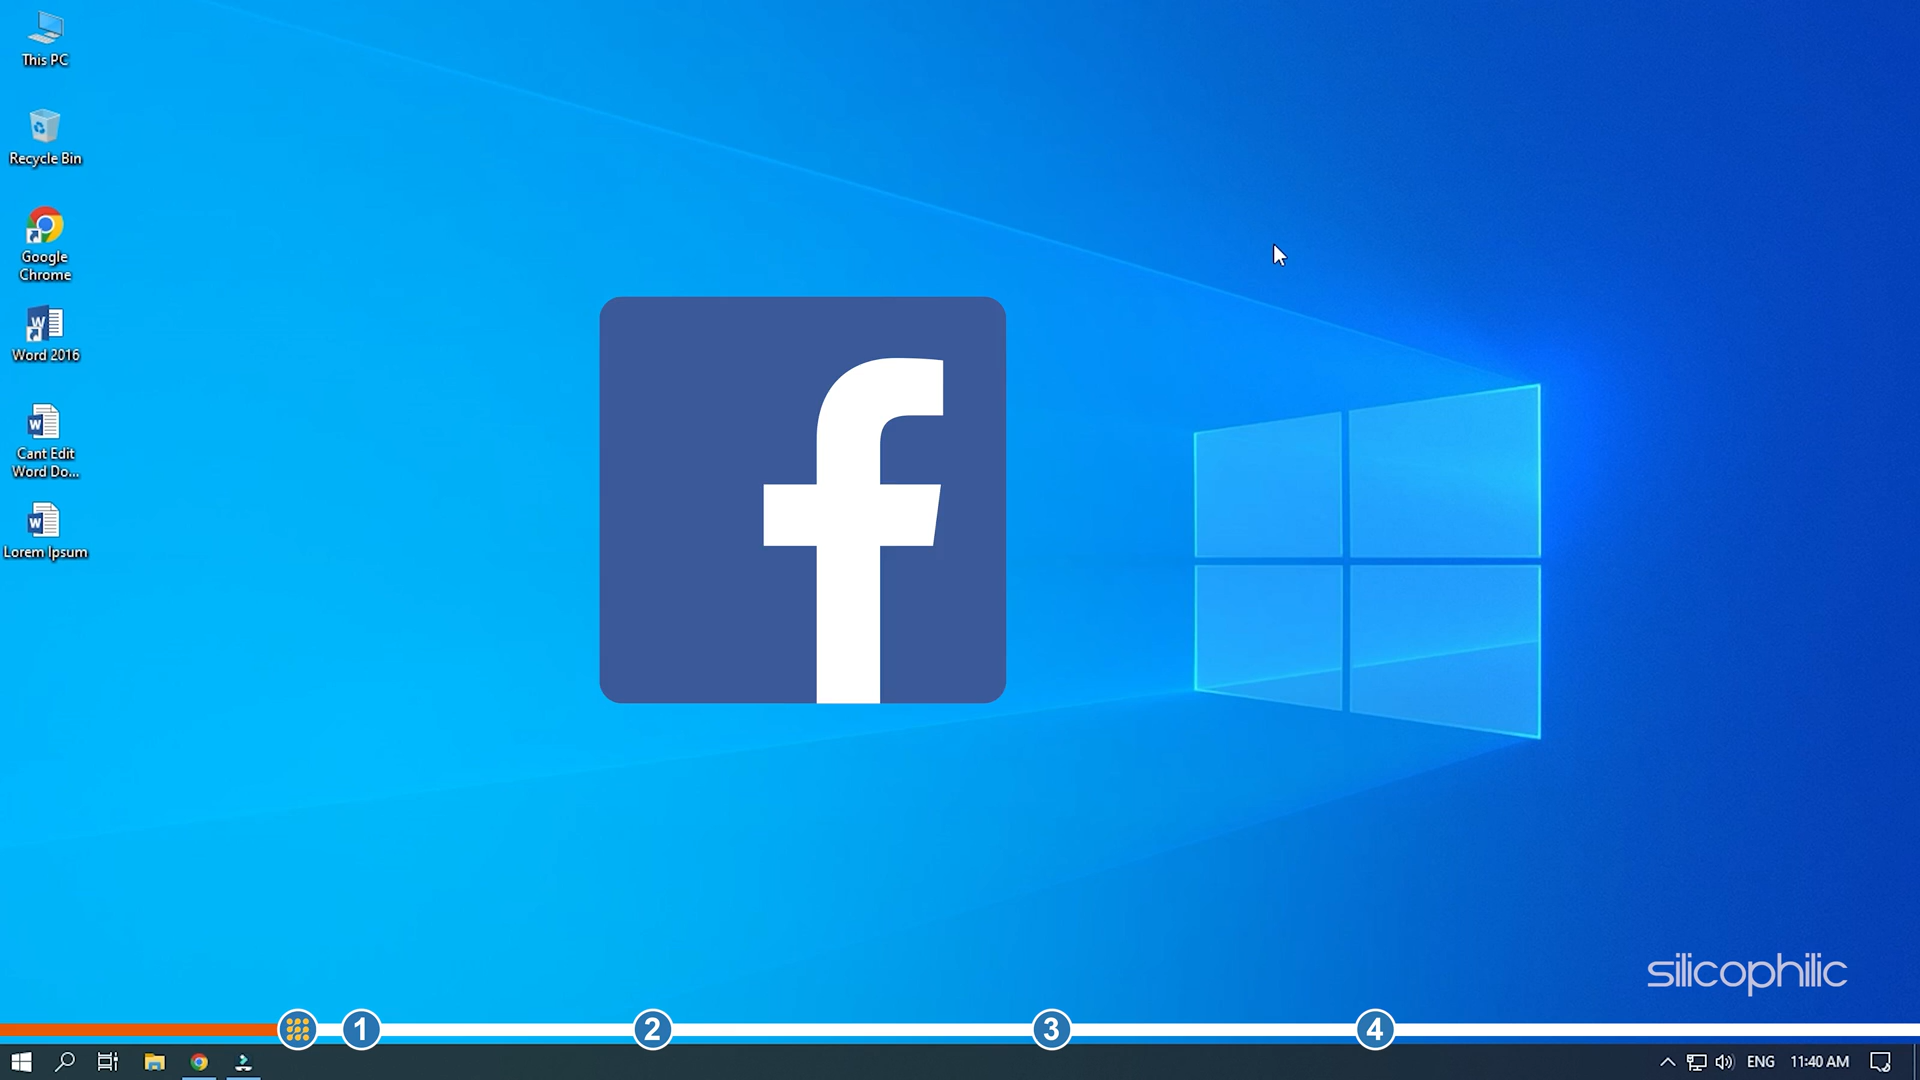 This PC
Recycle Bin
Google
Chrome
Word 2016
Cant Edit
Word Do...
Lorem Ipsum
silicophilic
1
2
3
4
ENG
11:40 AM